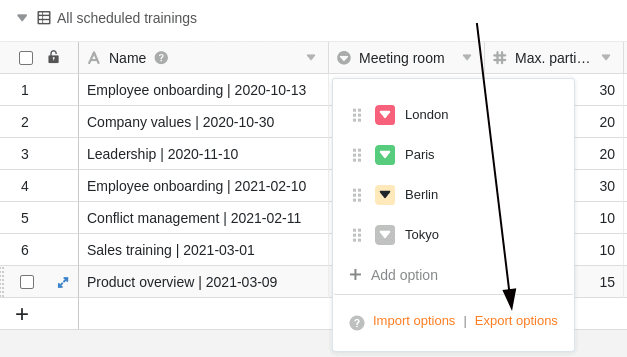 All scheduled trainings
Name ? Meeting room Max. parti…
1 Employee onboarding | 2020-10-13 30
2 Company values | 2020-10-30 20
3 Leadership | 2020-11-10 20
4 Employee onboarding | 2021-02-10 30
5 Conflict management | 2021-02-11 10
6 Sales training | 2021-03-01 10
Product overview | 2021-03-09 15
London
Paris
Berlin
Tokyo
+ Add option
? Import options | Export options
+